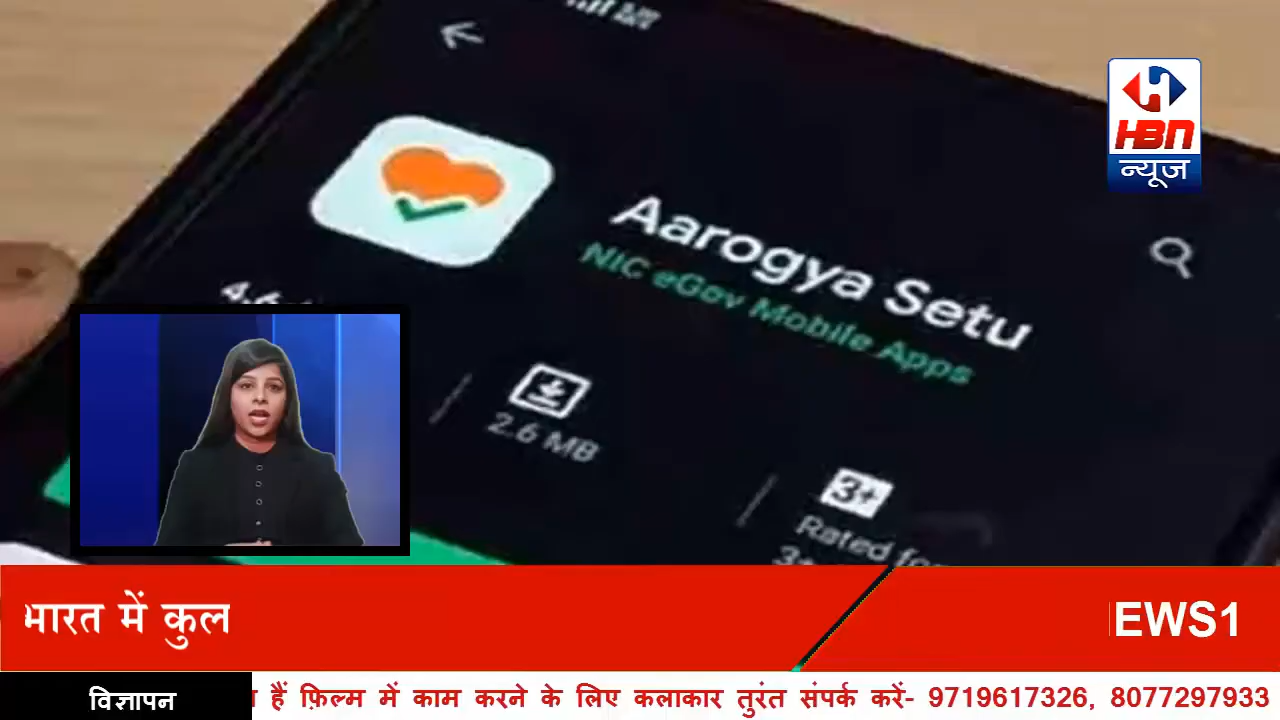 HBN
न्यूज
Aarogya Setu
NIC eGov Mobile Apps
2.6 MB
3+
Rated for
3+
भारत में कुल
EWS1
विज्ञापन
हैं फ़िल्म में काम करने के लिए कलाकार तुरंत संपर्क करें- 9719617326, 8077297933